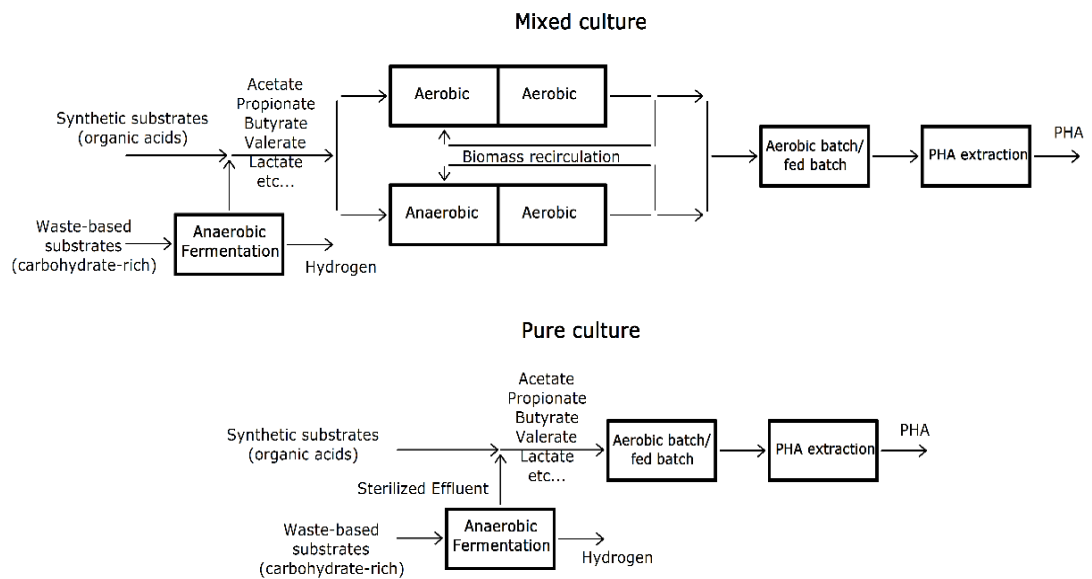 Mixed culture
Acetate
Propionate
Butyrate
Valerate
Lactate
etc...
Synthetic substrates
(organic acids)
Aerobic
Aerobic
Biomass recirculation
Anaerobic
Aerobic
Aerobic batch/
fed batch
PHA extraction
PHA
Waste-based
substrates
(carbohydrate-rich)
Anaerobic
Fermentation
Hydrogen
Pure culture
Acetate
Propionate
Butyrate
Valerate
Lactate
etc...
Synthetic substrates
(organic acids)
Sterilized Effluent
Aerobic batch/
fed batch
PHA extraction
PHA
Waste-based
substrates
(carbohydrate-rich)
Anaerobic
Fermentation
Hydrogen